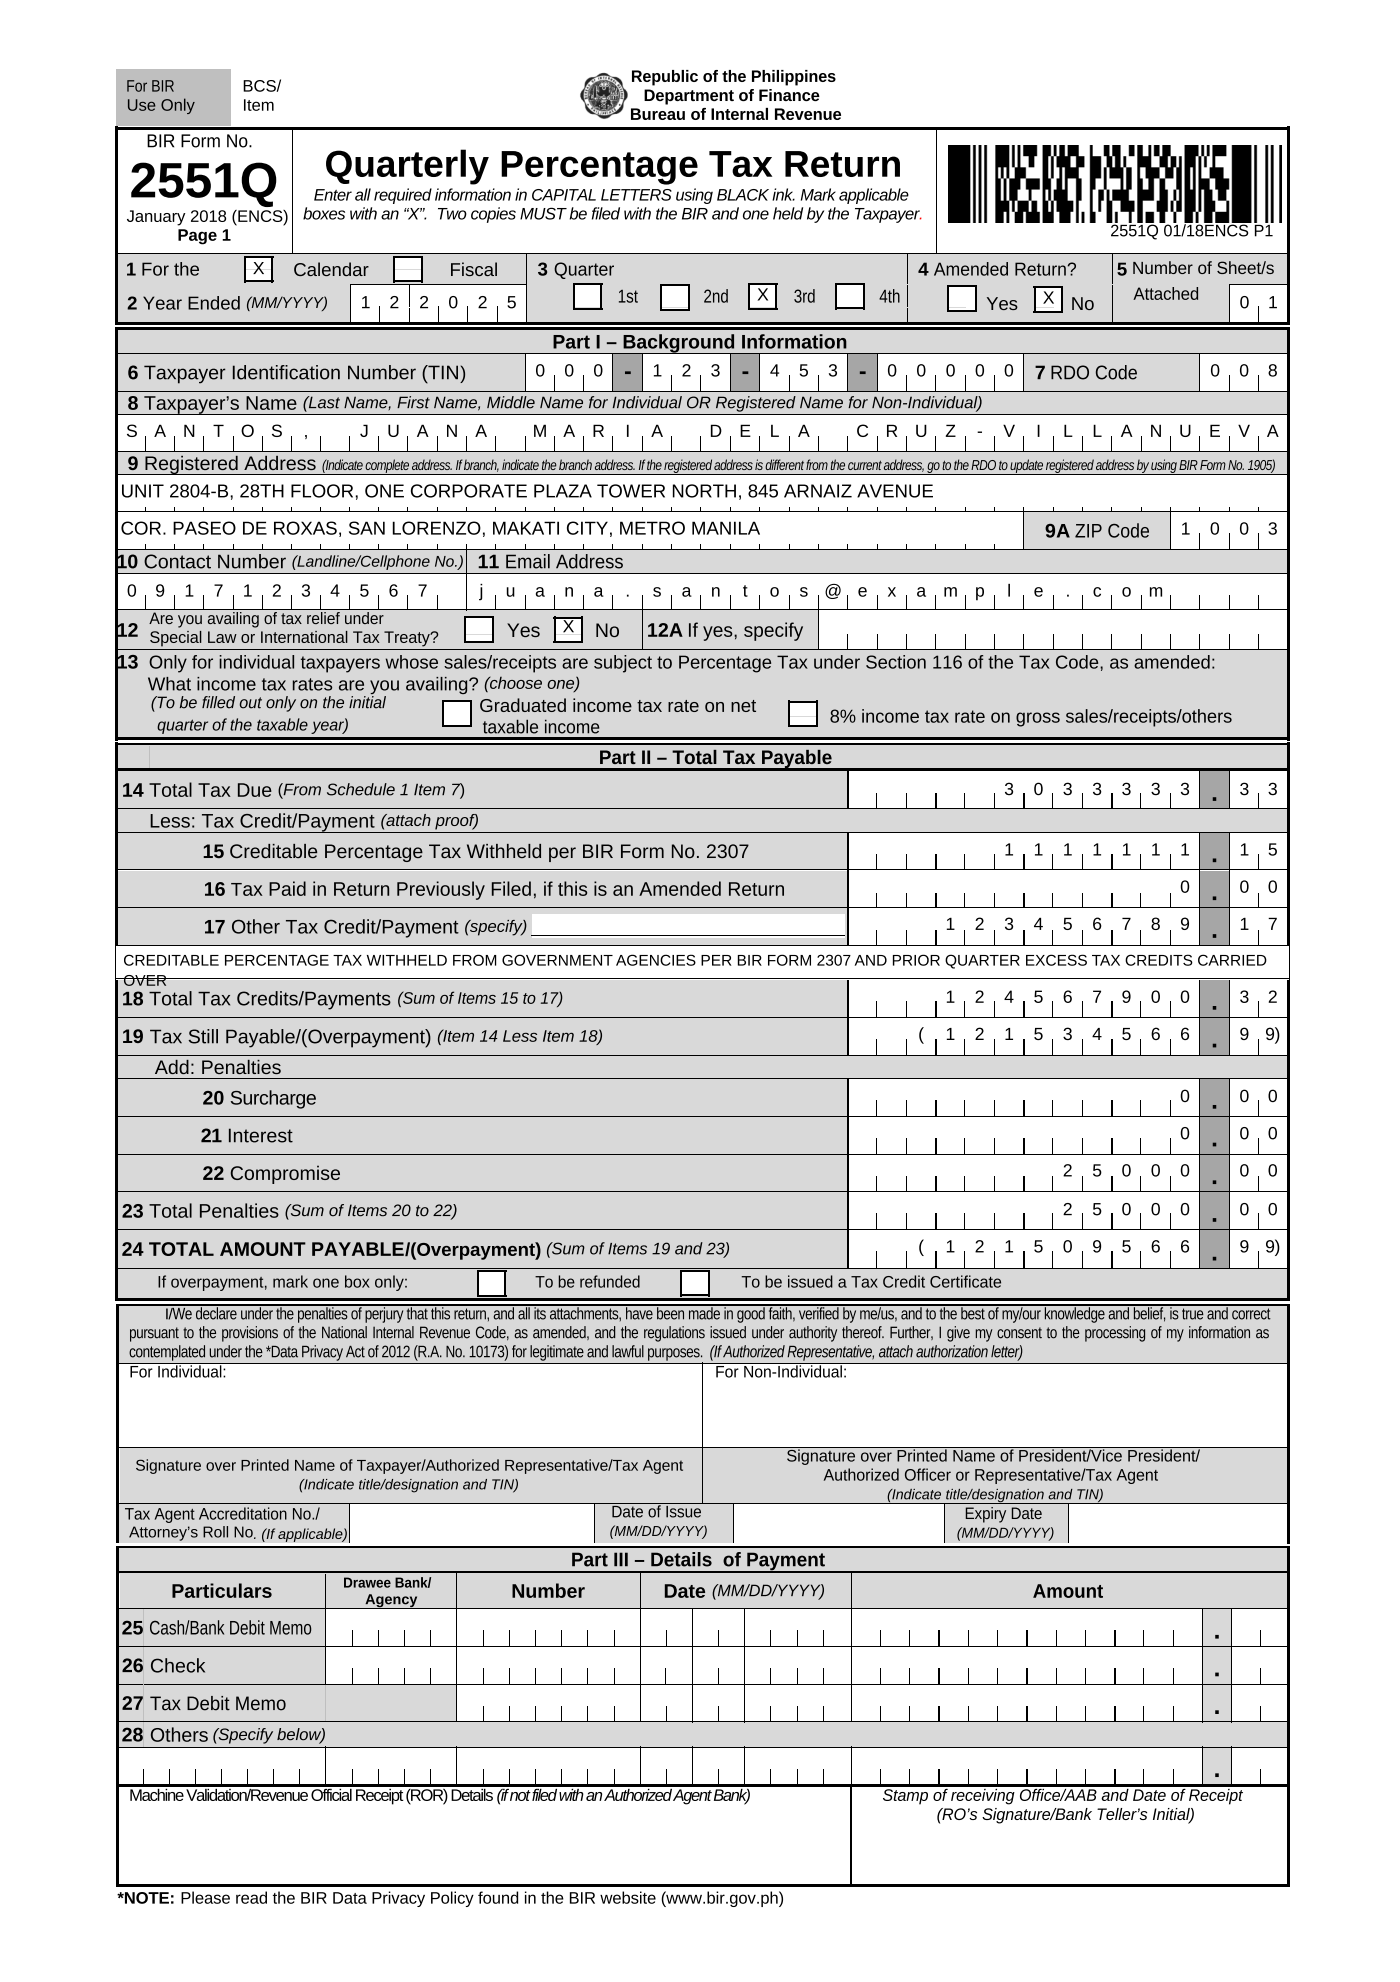 For BIR
Use Only
BCS/
Item
Republic of the Philippines
Department of Finance
Bureau of Internal Revenue
BIR Form No.
2551Q
January 2018 (ENCS)
Page 1
Quarterly Percentage Tax Return
Enter all required information in CAPITAL LETTERS using BLACK ink. Mark applicable
boxes with an “X”. Two copies MUST be filed with the BIR and one held by the Taxpayer.
2551Q 01/18ENCS P1
1 For the X Calendar Fiscal
2 Year Ended (MM/YYYY) 1 2 2 0 2 5
3 Quarter
1st 2nd X 3rd 4th
4 Amended Return?
Yes X No
5 Number of Sheet/s
Attached 0 1
Part I – Background Information
6 Taxpayer Identification Number (TIN) 0 0 0 - 1 2 3 - 4 5 3 - 0 0 0 0 0 7 RDO Code 0 0 8
8 Taxpayer’s Name (Last Name, First Name, Middle Name for Individual OR Registered Name for Non-Individual)
S A N T O S , J U A N A M A R I A D E L A C R U Z - V I L L A N U E V A
9 Registered Address (Indicate complete address. If branch, indicate the branch address. If the registered address is different from the current address, go to the RDO to update registered address by using BIR Form No. 1905)
UNIT 2804-B, 28TH FLOOR, ONE CORPORATE PLAZA TOWER NORTH, 845 ARNAIZ AVENUE
COR. PASEO DE ROXAS, SAN LORENZO, MAKATI CITY, METRO MANILA 9A ZIP Code 1 0 0 3
10 Contact Number (Landline/Cellphone No.) 11 Email Address
0 9 1 7 1 2 3 4 5 6 7 j u a n a . s a n t o s @ e x a m p l e . c o m
12 Are you availing of tax relief under
Special Law or International Tax Treaty? Yes X No 12A If yes, specify
13 Only for individual taxpayers whose sales/receipts are subject to Percentage Tax under Section 116 of the Tax Code, as amended:
What income tax rates are you availing? (choose one)
(To be filled out only on the initial
quarter of the taxable year)
Graduated income tax rate on net
taxable income
8% income tax rate on gross sales/receipts/others
Part II – Total Tax Payable
14 Total Tax Due (From Schedule 1 Item 7) 3 0 3 3 3 3 3 . 3 3
Less: Tax Credit/Payment (attach proof)
15 Creditable Percentage Tax Withheld per BIR Form No. 2307 1 1 1 1 1 1 1 . 1 5
16 Tax Paid in Return Previously Filed, if this is an Amended Return 0 . 0 0
17 Other Tax Credit/Payment (specify) 1 2 3 4 5 6 7 8 9 . 1 7
CREDITABLE PERCENTAGE TAX WITHHELD FROM GOVERNMENT AGENCIES PER BIR FORM 2307 AND PRIOR QUARTER EXCESS TAX CREDITS CARRIED
OVER
18 Total Tax Credits/Payments (Sum of Items 15 to 17) 1 2 4 5 6 7 9 0 0 . 3 2
19 Tax Still Payable/(Overpayment) (Item 14 Less Item 18) ( 1 2 1 5 3 4 5 6 6 . 9 9)
Add: Penalties
20 Surcharge 0 . 0 0
21 Interest 0 . 0 0
22 Compromise 2 5 0 0 0 . 0 0
23 Total Penalties (Sum of Items 20 to 22) 2 5 0 0 0 . 0 0
24 TOTAL AMOUNT PAYABLE/(Overpayment) (Sum of Items 19 and 23) ( 1 2 1 5 0 9 5 6 6 . 9 9)
If overpayment, mark one box only: To be refunded To be issued a Tax Credit Certificate
I/We declare under the penalties of perjury that this return, and all its attachments, have been made in good faith, verified by me/us, and to the best of my/our knowledge and belief, is true and correct
pursuant to the provisions of the National Internal Revenue Code, as amended, and the regulations issued under authority thereof. Further, I give my consent to the processing of my information as
contemplated under the *Data Privacy Act of 2012 (R.A. No. 10173) for legitimate and lawful purposes. (If Authorized Representative, attach authorization letter)
For Individual: For Non-Individual:
Signature over Printed Name of Taxpayer/Authorized Representative/Tax Agent
(Indicate title/designation and TIN)
Signature over Printed Name of President/Vice President/
Authorized Officer or Representative/Tax Agent
(Indicate title/designation and TIN)
Tax Agent Accreditation No./
Attorney’s Roll No. (If applicable)
Date of Issue
(MM/DD/YYYY)
Expiry Date
(MM/DD/YYYY)
Part III – Details of Payment
Particulars Drawee Bank/
Agency Number Date (MM/DD/YYYY) Amount
25 Cash/Bank Debit Memo .
26 Check .
27 Tax Debit Memo .
28 Others (Specify below)
.
Machine Validation/Revenue Official Receipt (ROR) Details (if not filed with an Authorized Agent Bank)
Stamp of receiving Office/AAB and Date of Receipt
(RO’s Signature/Bank Teller’s Initial)
*NOTE: Please read the BIR Data Privacy Policy found in the BIR website (www.bir.gov.ph)